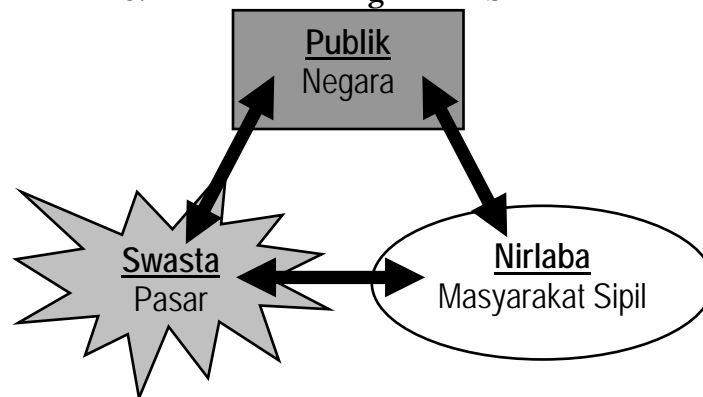 Publik
Negara
Swasta
Pasar
Nirlaba
Masyarakat Sipil